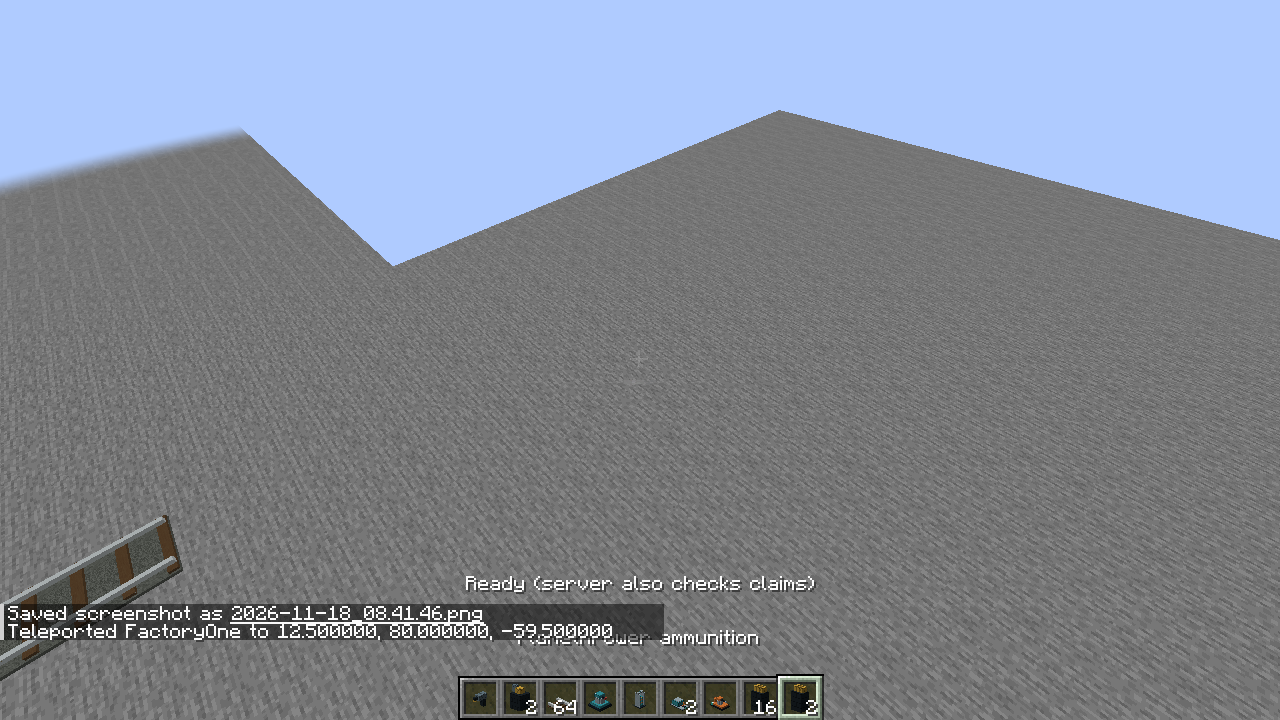 Ready (server also checks claims)
Saved screenshot as 2026-11-18_08.41.46.png
Teleported FactoryOne to 12.500000, 80.000000, -59.500000
ammunition
2
64
2
16
2